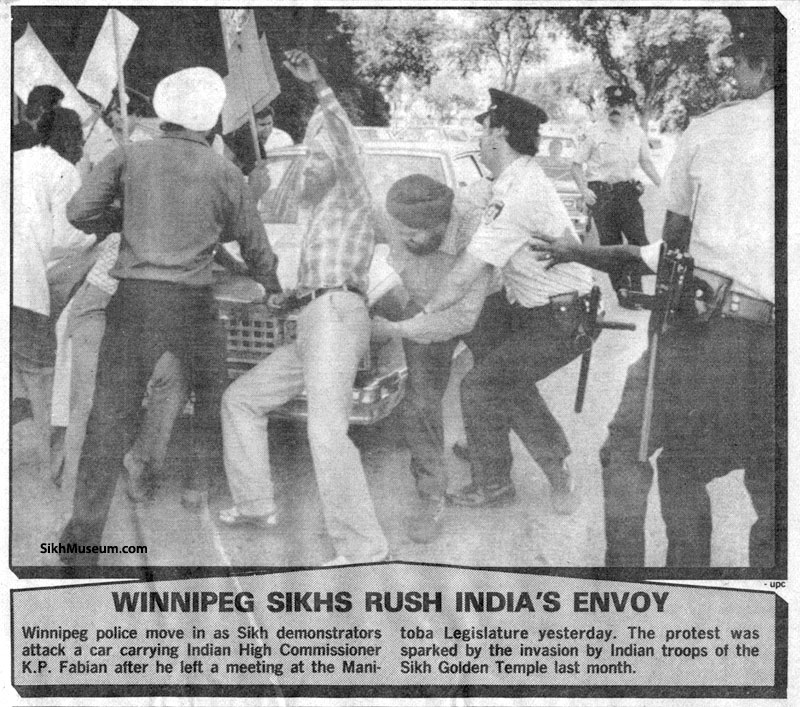 SikhMuseum.com
- upc
WINNIPEG SIKHS RUSH INDIA'S ENVOY
Winnipeg police move in as Sikh demonstrators
attack a car carrying Indian High Commissioner
K.P. Fabian after he left a meeting at the Mani-
toba Legislature yesterday. The protest was
sparked by the invasion by Indian troops of the
Sikh Golden Temple last month.